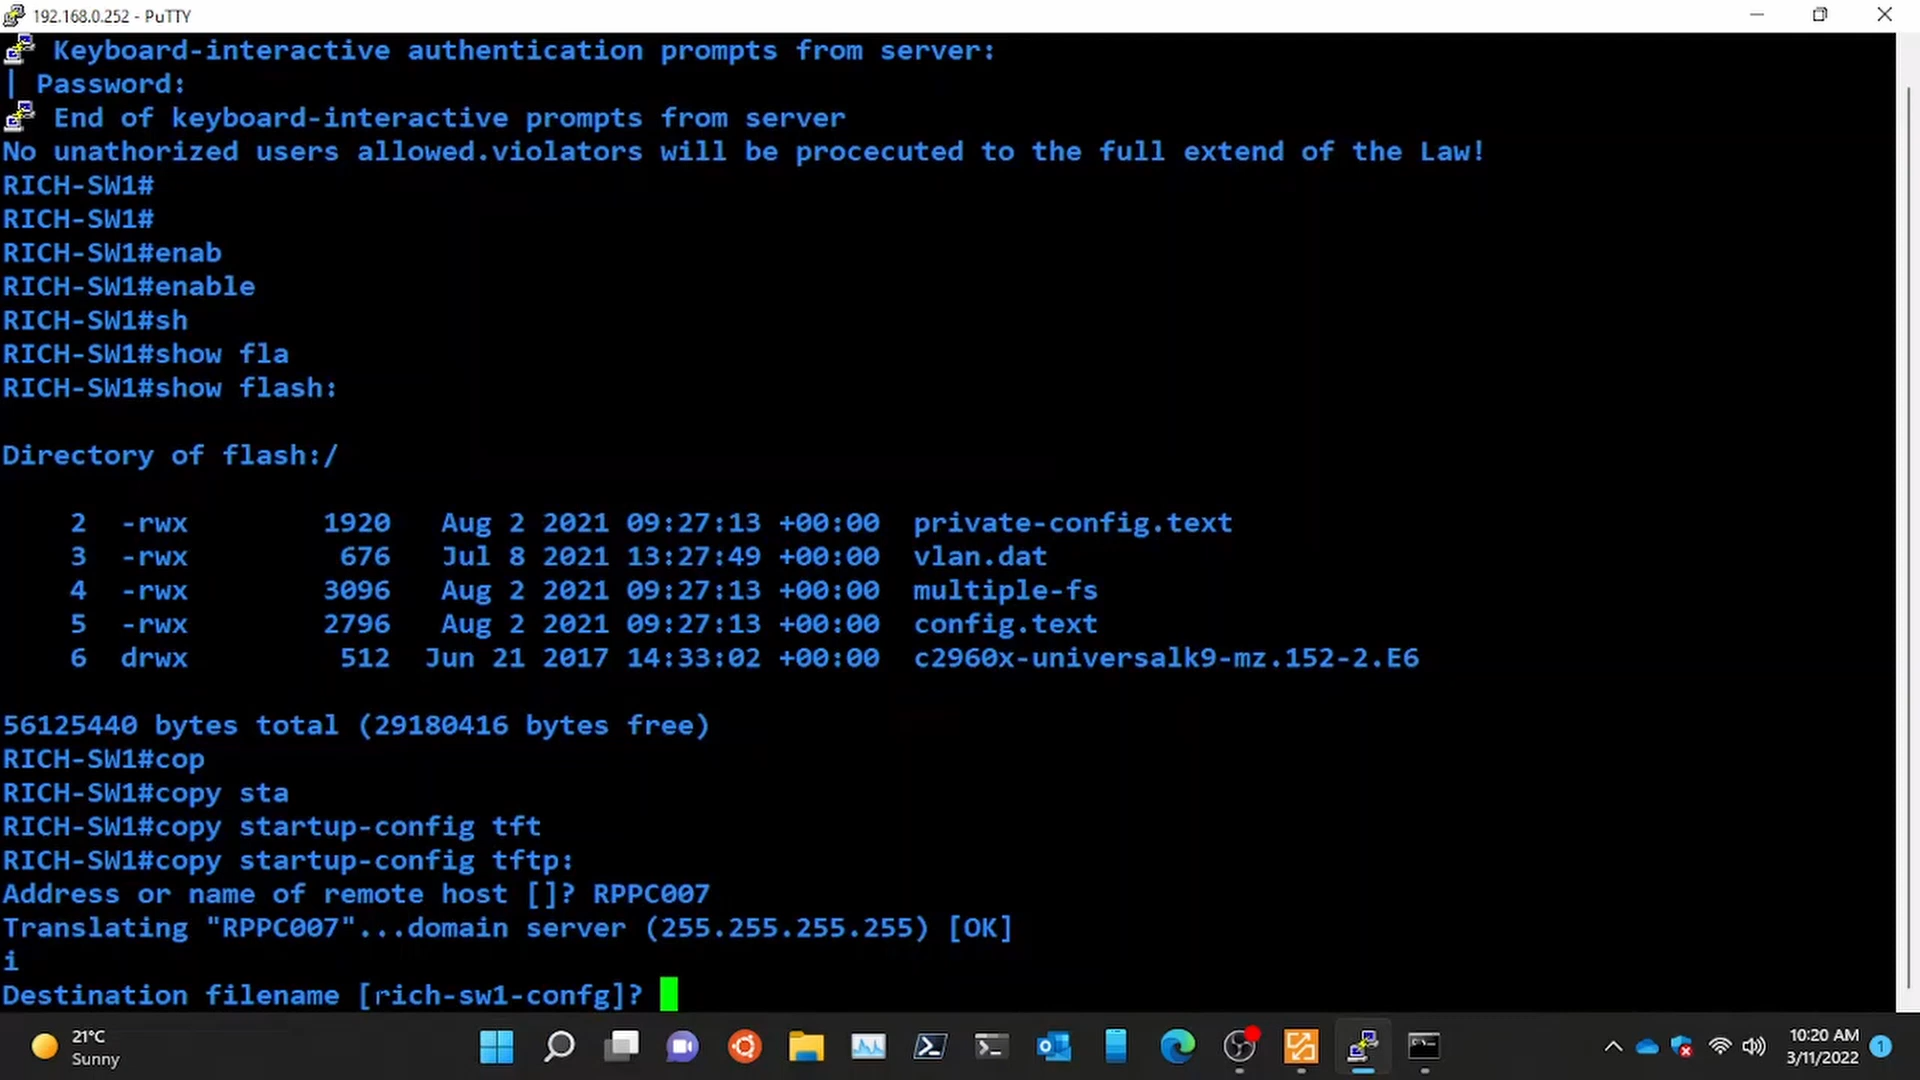 192.168.0.252 - PuTTY
Keyboard-interactive authentication prompts from server:
| Password:
End of keyboard-interactive prompts from server
No unathorized users allowed.violators will be procecuted to the full extend of the Law!
RICH-SW1#
RICH-SW1#
RICH-SW1#enab
RICH-SW1#enable
RICH-SW1#sh
RICH-SW1#show fla
RICH-SW1#show flash:
Directory of flash:/
2 -rwx 1920 Aug 2 2021 09:27:13 +00:00 private-config.text
3 -rwx 676 Jul 8 2021 13:27:49 +00:00 vlan.dat
4 -rwx 3096 Aug 2 2021 09:27:13 +00:00 multiple-fs
5 -rwx 2796 Aug 2 2021 09:27:13 +00:00 config.text
6 drwx 512 Jun 21 2017 14:33:02 +00:00 c2960x-universalk9-mz.152-2.E6
56125440 bytes total (29180416 bytes free)
RICH-SW1#cop
RICH-SW1#copy sta
RICH-SW1#copy startup-config tft
RICH-SW1#copy startup-config tftp:
Address or name of remote host []? RPPC007
Translating "RPPC007"...domain server (255.255.255.255) [OK]
i
Destination filename [rich-sw1-confg]?
21°C
Sunny
10:20 AM
3/11/2022
1